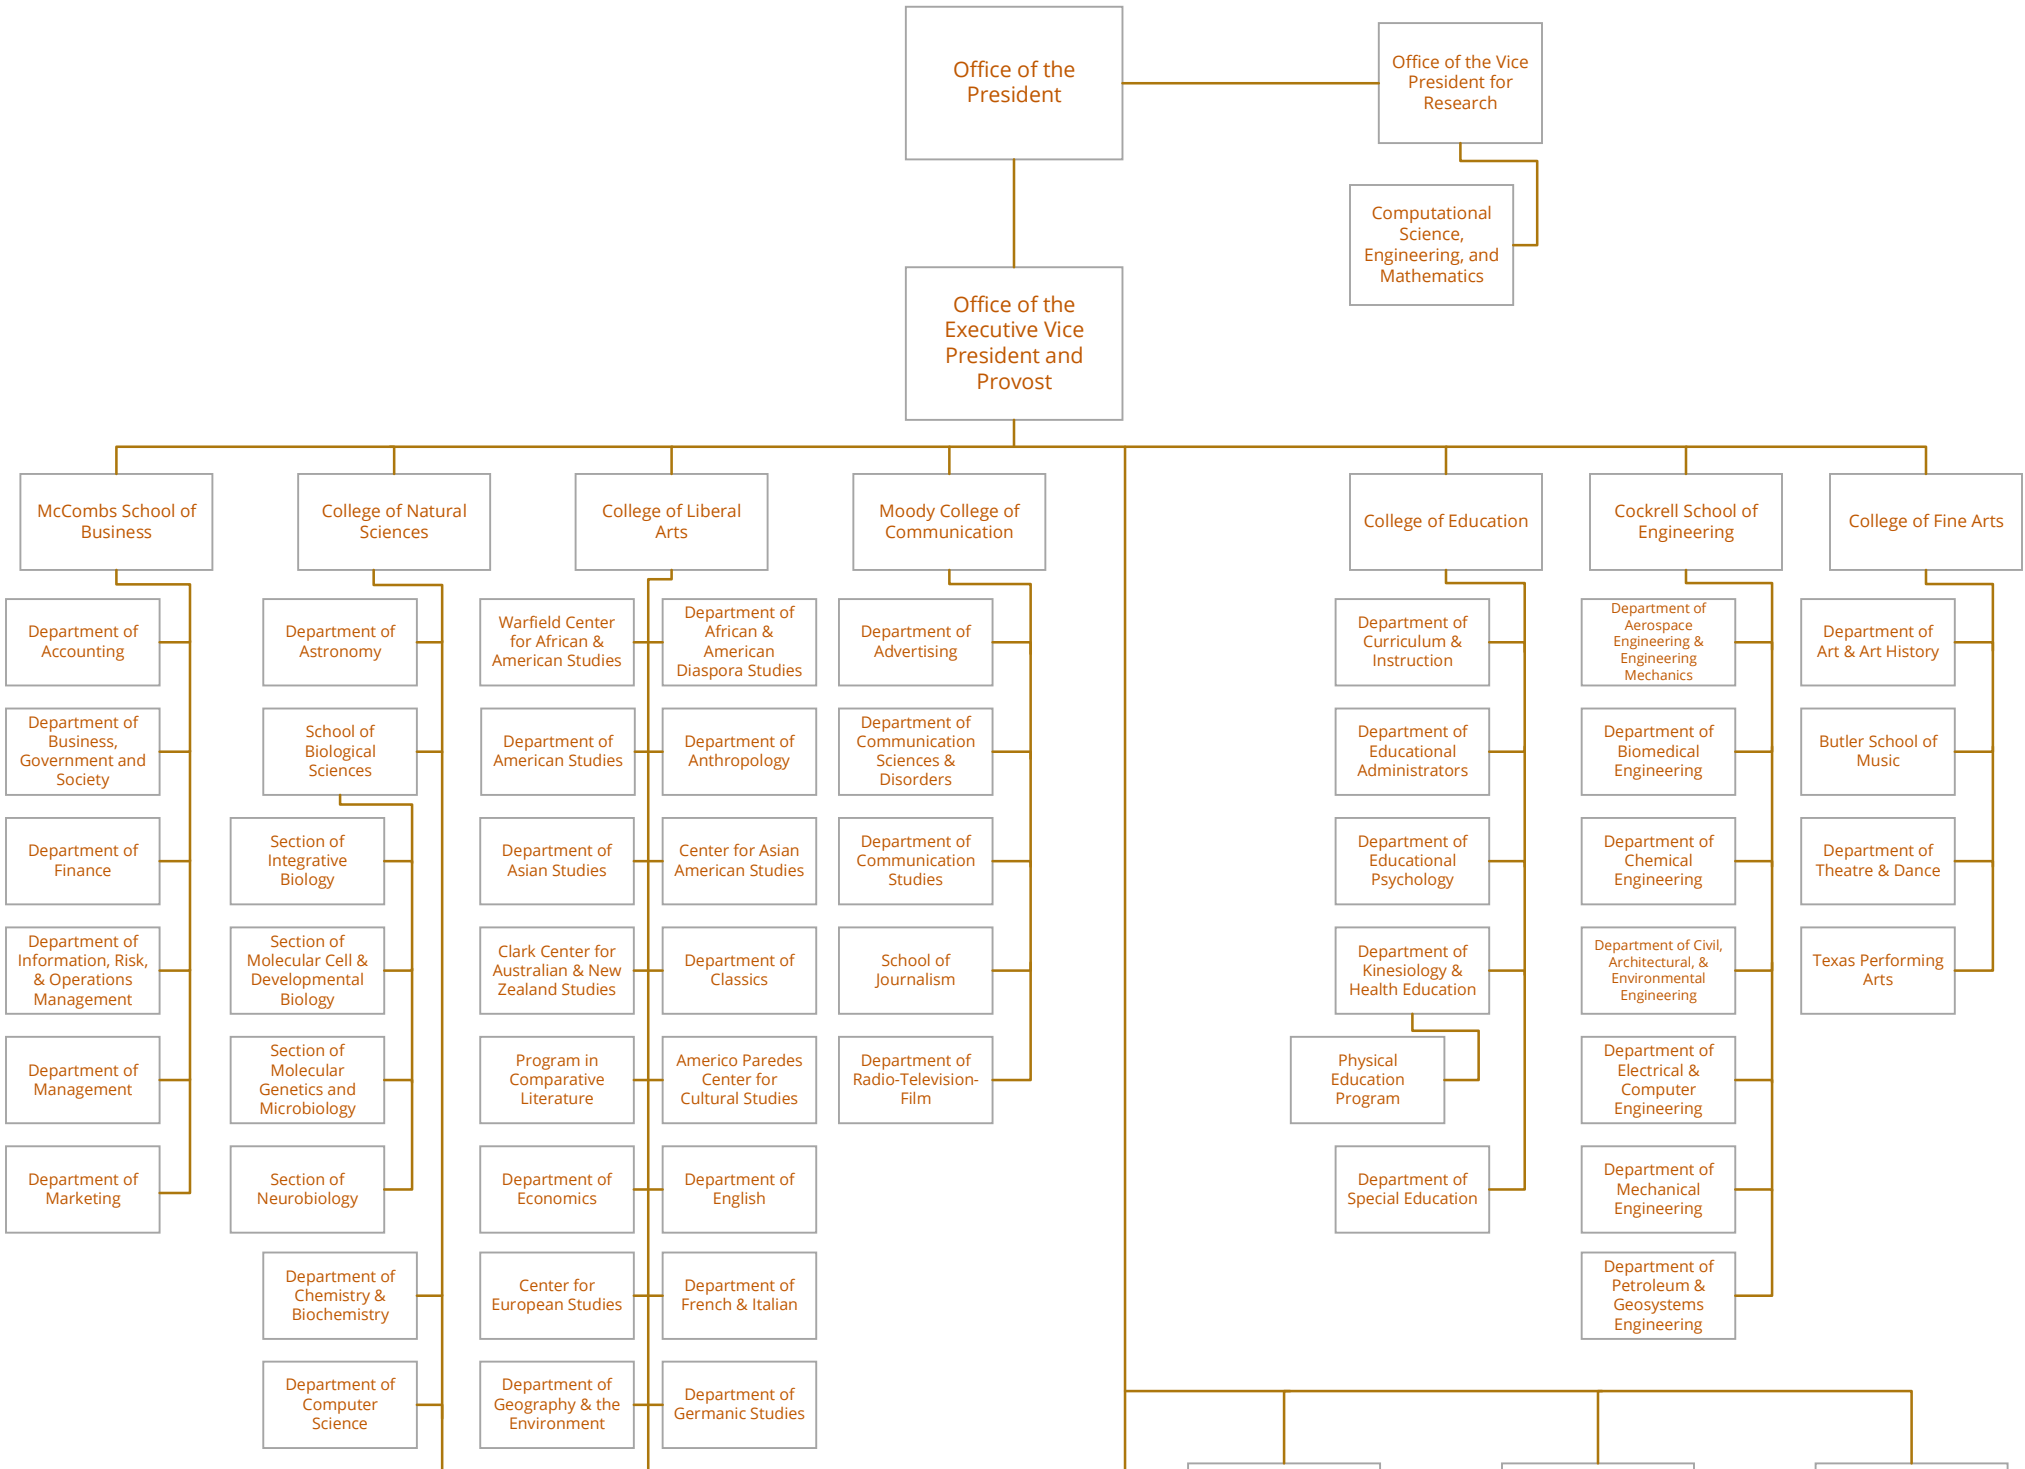 Office of the
President
Office of the Vice
President for
Research
Computational
Science,
Engineering, and
Mathematics
Office of the
Executive Vice
President and
Provost
McCombs School of
Business
College of Natural
Sciences
College of Liberal
Arts
Moody College of
Communication
College of Education
Cockrell School of
Engineering
College of Fine Arts
Department of
Accounting
Department of
Business,
Government and
Society
Department of
Finance
Department of
Information, Risk,
& Operations
Management
Department of
Management
Department of
Marketing
Department of
Astronomy
School of
Biological
Sciences
Section of
Integrative
Biology
Section of
Molecular Cell &
Developmental
Biology
Section of
Molecular
Genetics and
Microbiology
Section of
Neurobiology
Department of
Chemistry &
Biochemistry
Department of
Computer
Science
Warfield Center
for African &
American Studies
Department of
African &
American
Diaspora Studies
Department of
American Studies
Department of
Anthropology
Department of
Asian Studies
Center for Asian
American Studies
Clark Center for
Australian & New
Zealand Studies
Department of
Classics
Program in
Comparative
Literature
Americo Paredes
Center for
Cultural Studies
Department of
Economics
Department of
English
Center for
European Studies
Department of
French & Italian
Department of
Geography & the
Environment
Department of
Germanic Studies
Department of
Advertising
Department of
Communication
Sciences &
Disorders
Department of
Communication
Studies
School of
Journalism
Department of
Radio-Television-
Film
Department of
Curriculum &
Instruction
Department of
Educational
Administrators
Department of
Educational
Psychology
Department of
Kinesiology &
Health Education
Physical
Education
Program
Department of
Special Education
Department of
Aerospace
Engineering &
Engineering
Mechanics
Department of
Biomedical
Engineering
Department of
Chemical
Engineering
Department of Civil,
Architectural, &
Environmental
Engineering
Department of
Electrical &
Computer
Engineering
Department of
Mechanical
Engineering
Department of
Petroleum &
Geosystems
Engineering
Department of
Art & Art History
Butler School of
Music
Department of
Theatre & Dance
Texas Performing
Arts